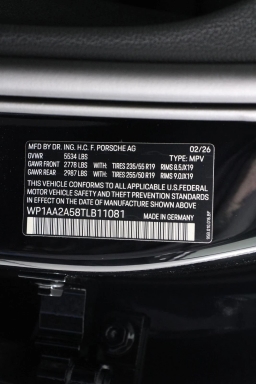 MFD BY DR. ING. H.C. F. PORSCHE AG 02/26
GVWR 5534 LBS TYPE: MPV
GAWR FRONT 2778 LBS WITH TIRES 235/55 R19 RIMS 8.5JX19
GAWR REAR 2987 LBS WITH TIRES 255/50 R19 RIMS 9.0JX19
THIS VEHICLE CONFORMS TO ALL APPLICABLE U.S.FEDERAL
MOTOR VEHICLE SAFETY AND THEFT PREVENTION STANDARDS
IN EFFECT ON THE DATE OF MANUFACTURE SHOWN ABOVE.
WP1AA2A58TLB11081 MADE IN GERMANY